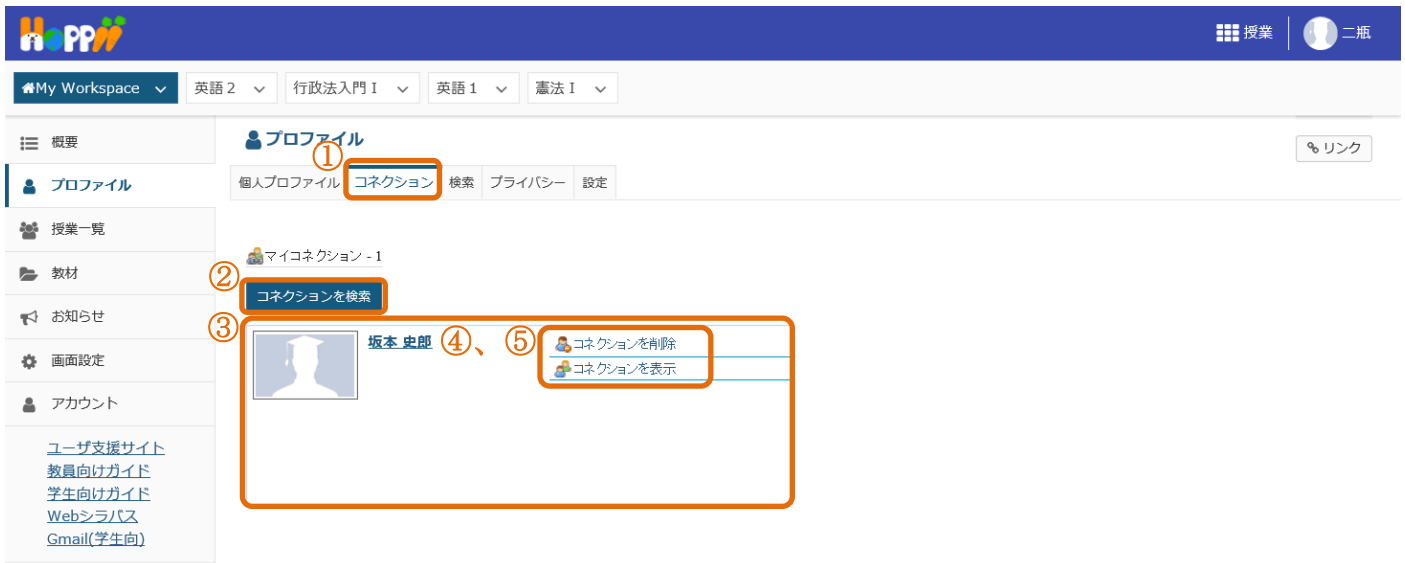 HoPPii
授業
二瓶
My Workspace 英語2 行政法入門Ⅰ 英語1 憲法Ⅰ
概要
プロファイル
授業一覧
教材
お知らせ
画面設定
アカウント
ユーザ支援サイト
教員向けガイド
学生向けガイド
Webシラバス
Gmail(学生向)
プロファイル
リンク
①
個人プロファイル コネクション 検索 プライバシー 設定
マイコネクション - 1
②
コネクションを検索
③
坂本 史郎 ④、⑤
コネクションを削除
コネクションを表示